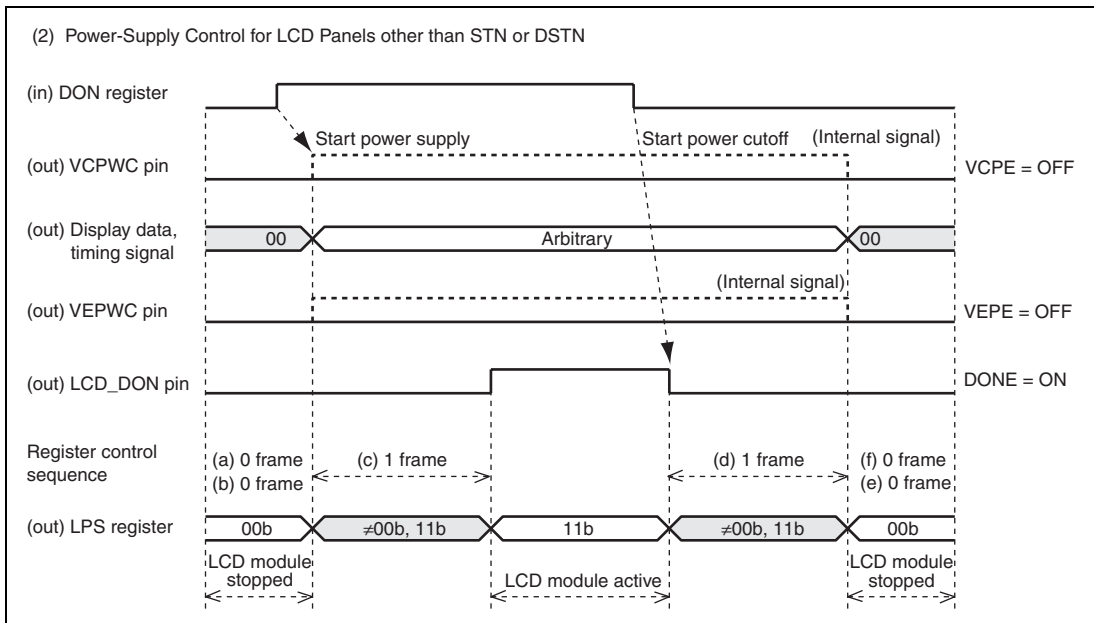 (2) Power-Supply Control for LCD Panels other than STN or DSTN
(in) DON register
Start power supply
Start power cutoff
(Internal signal)
(out) VCPWC pin
VCPE = OFF
(out) Display data,
timing signal
00
Arbitrary
00
(Internal signal)
(out) VEPWC pin
VEPE = OFF
(out) LCD_DON pin
DONE = ON
Register control
sequence
(a) 0 frame
(b) 0 frame
(c) 1 frame
(d) 1 frame
(f) 0 frame
(e) 0 frame
(out) LPS register
00b
≠00b, 11b
11b
≠00b, 11b
00b
LCD module
stopped
LCD module active
LCD module
stopped